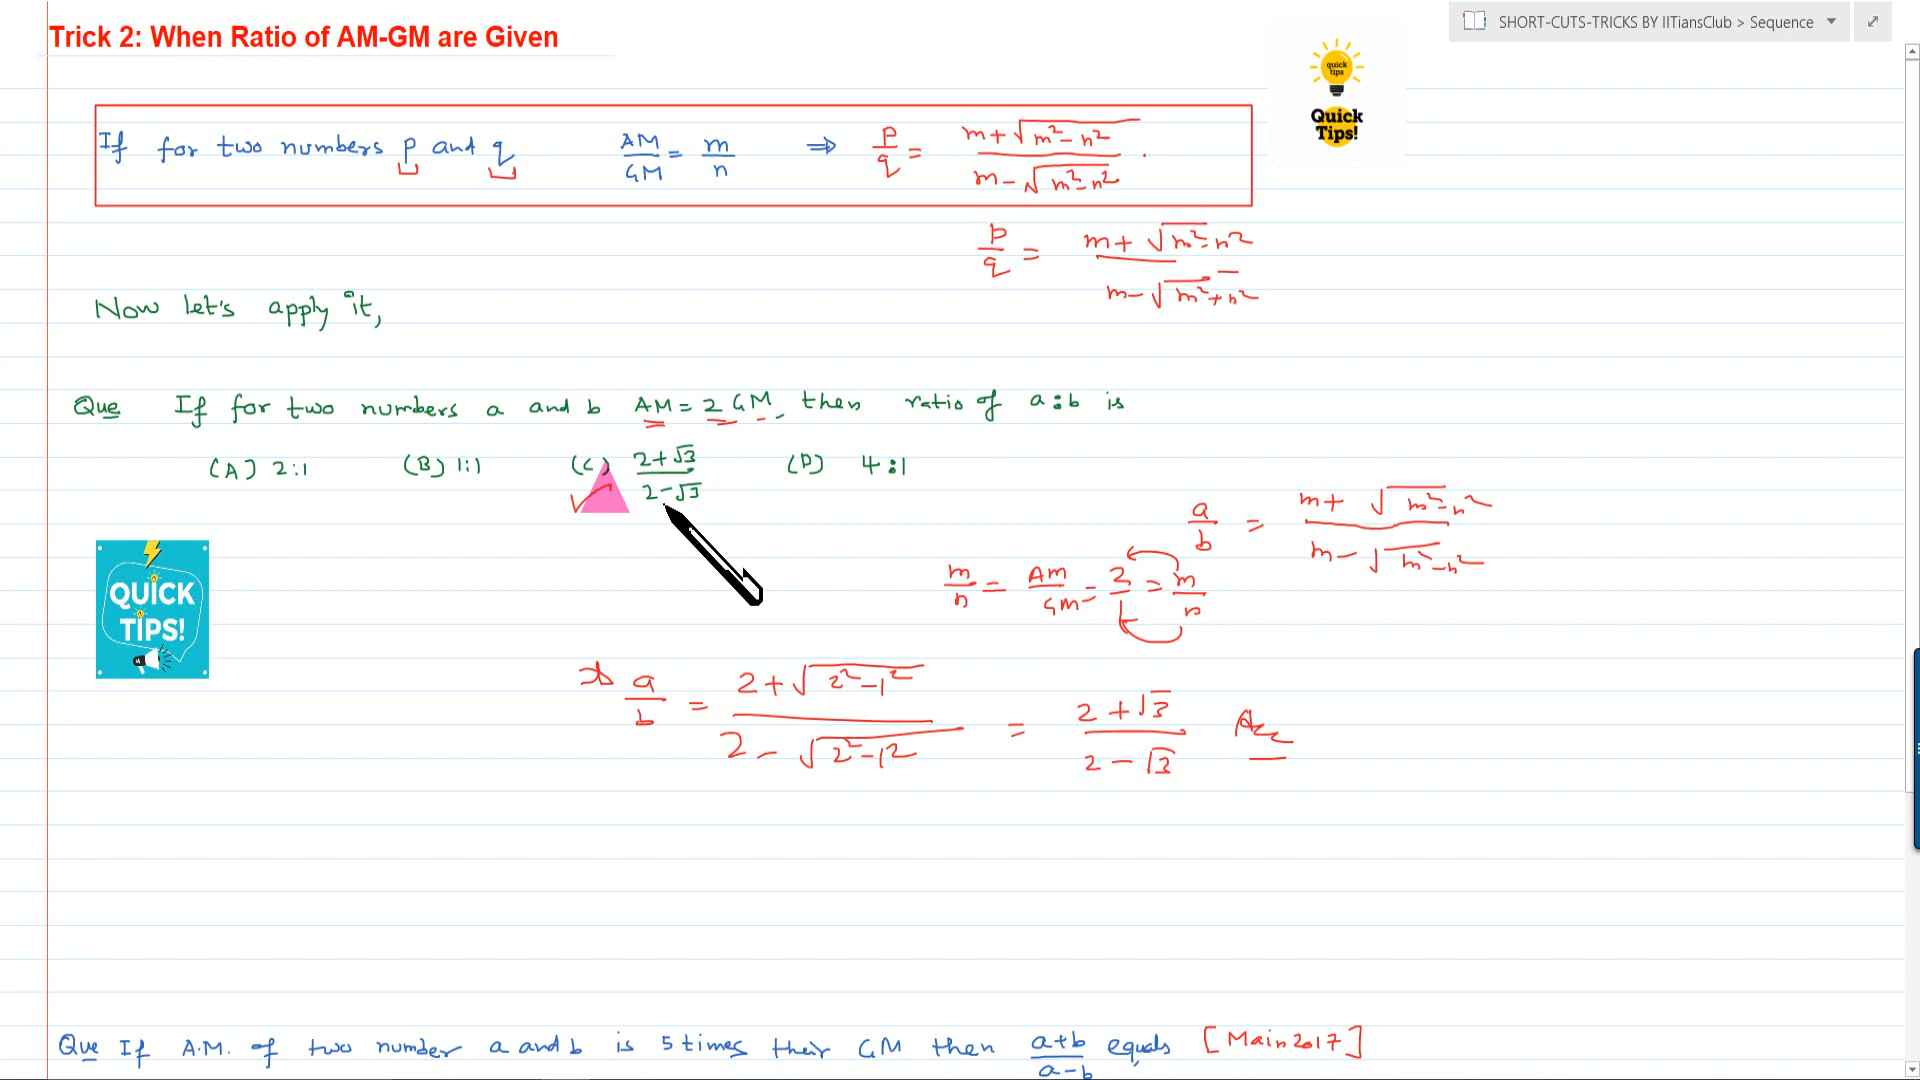 SHORT-CUTS-TRICKS BY IITiansClub > Sequence
Trick 2: When Ratio of AM-GM are Given
quick tips
Quick Tips!
If for two numbers p and q AM/GM = m/n ⇒ p/q = (m+√(m²-n²))/(m-√(m²-n²)).
p/q = (m+√(m²-n²))/(m-√(m²+n²))
Now let's apply it,
Que If for two numbers a and b AM = 2 GM, then ratio of a:b is
(A) 2:1 (B) 1:1 (C) (2+√3)/(2-√3) (D) 4:1
a/b = (m+√(m²-n²))/(m-√(m²-n²))
m/n = AM/GM = 2/1 = m/n
QUICK
TIPS!
a/b = (2+√(2²-1²))/(2-√(2²-1²)) = (2+√3)/(2-√3)
Que If A.M. of two number a and b is 5 times their GM then (a+b)/(a-b) equals [Main 2017]